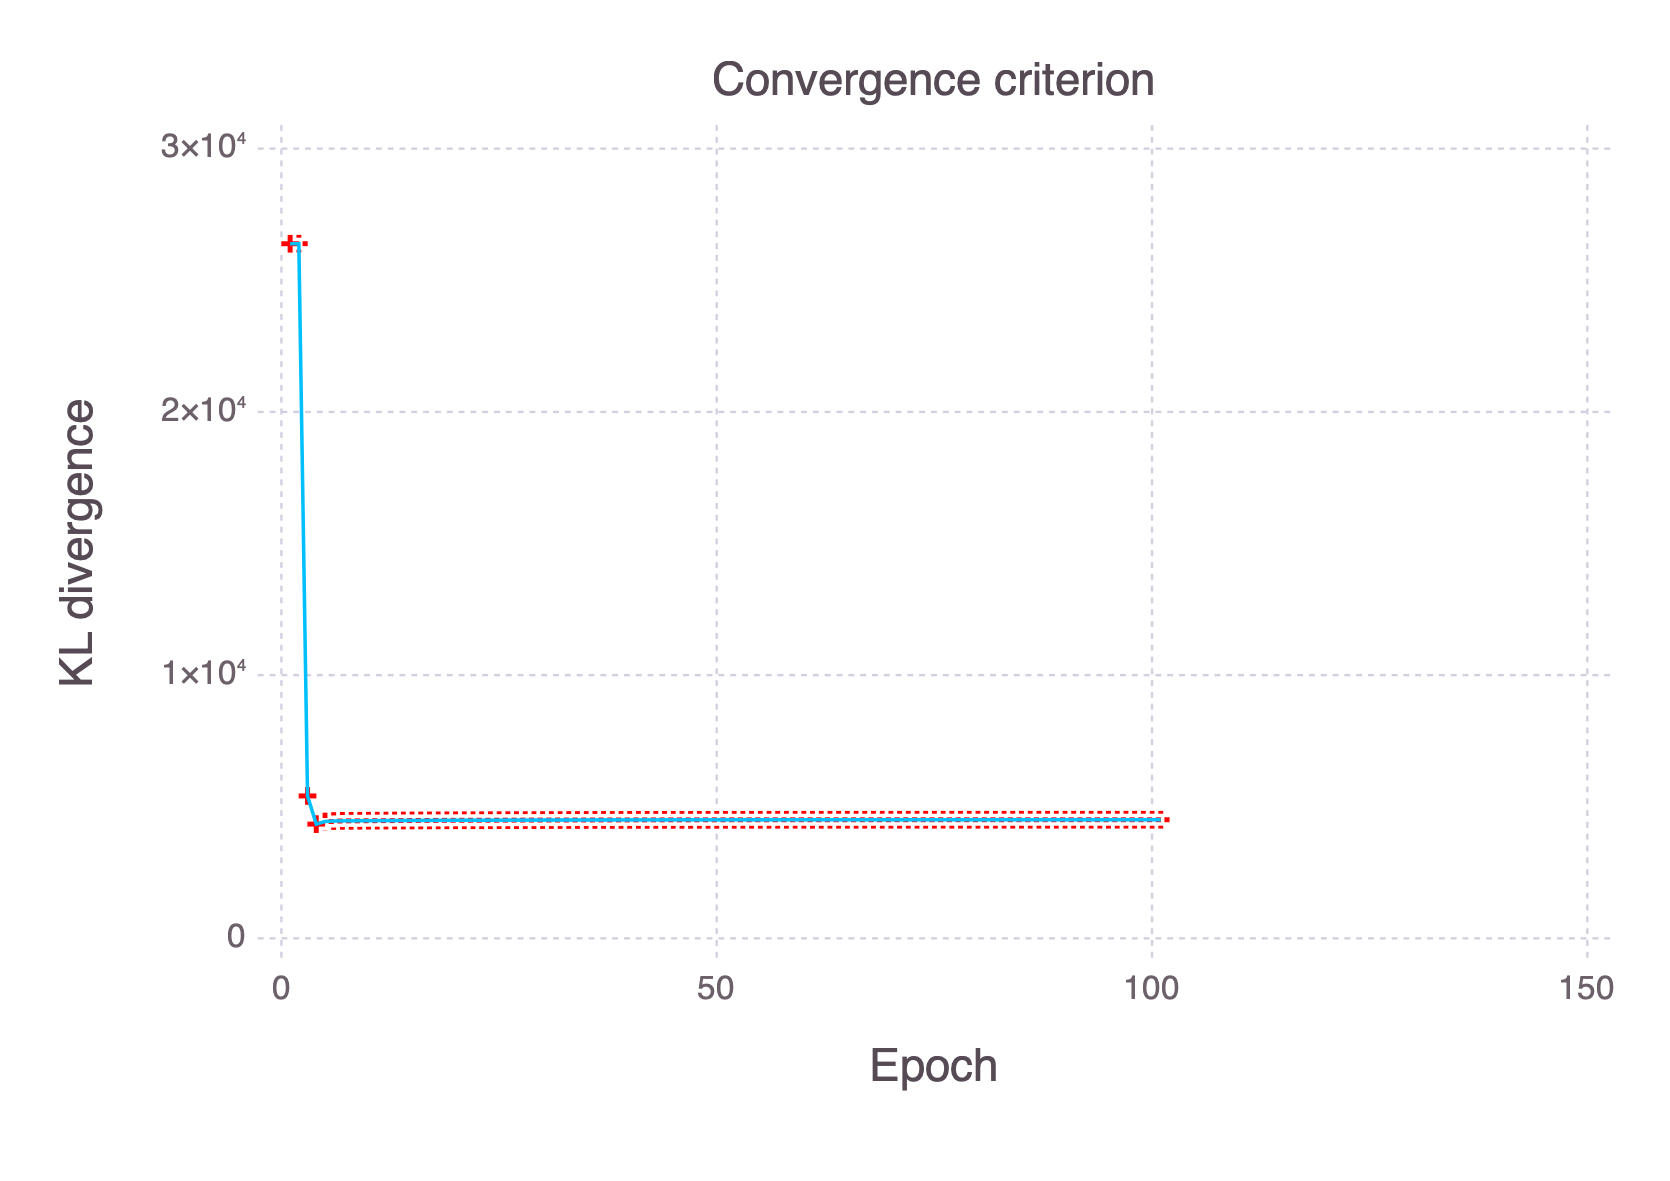 Convergence criterion
3×10⁴
2×10⁴
1×10⁴
0
KL divergence
0 50 100 150
Epoch